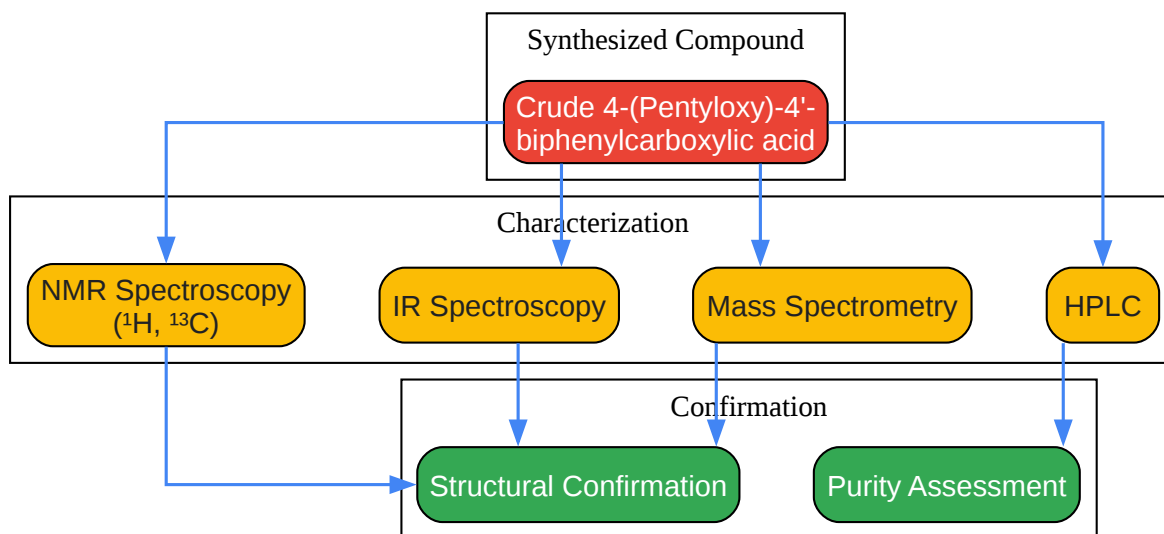 Synthesized Compound
Crude 4-(Pentyloxy)-4'-
biphenylcarboxylic acid
Characterization
NMR Spectroscopy
(¹H, ¹³C)
IR Spectroscopy
Mass Spectrometry
HPLC
Confirmation
Structural Confirmation
Purity Assessment